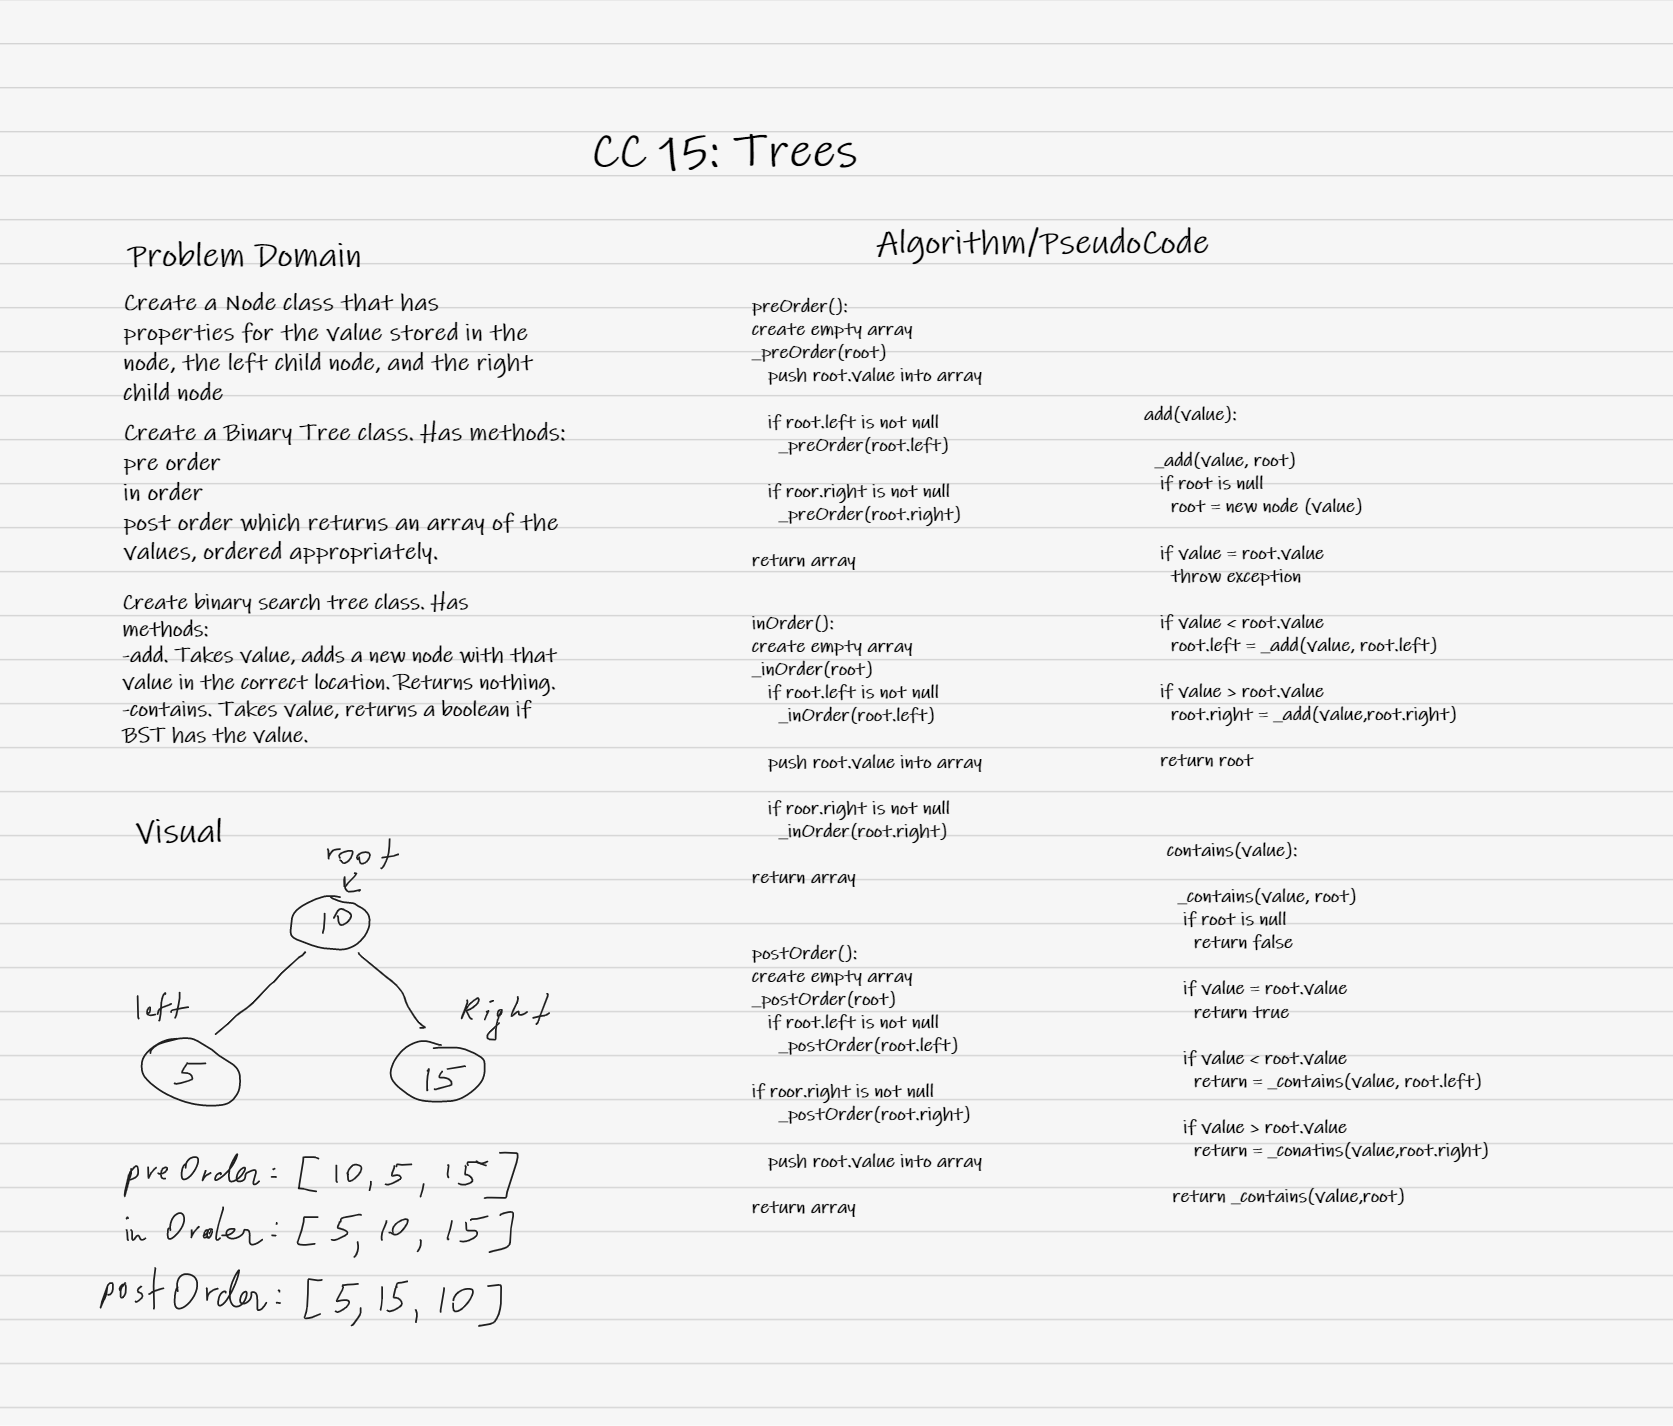 CC 15: Trees
Problem Domain
Create a Node class that has
properties for the value stored in the
node, the left child node, and the right
child node
Create a Binary Tree class. Has methods:
pre order
in order
post order which returns an array of the
values, ordered appropriately.
Create binary search tree class. Has
methods:
-add. Takes value, adds a new node with that
value in the correct location. Returns nothing.
-contains. Takes value, returns a boolean if
BST has the value.
Visual
root
10
left
Right
5
15
preOrder: [10, 5, 15]
in Order: [5, 10, 15]
postOrder: [5, 15, 10]
Algorithm/PseudoCode
preOrder():
create empty array
_preOrder(root)
push root.value into array
if root.left is not null
_preOrder(root.left)
if roor.right is not null
_preOrder(root.right)
return array
inOrder():
create empty array
_inOrder(root)
if root.left is not null
_inOrder(root.left)
push root.value into array
if roor.right is not null
_inOrder(root.right)
return array
postOrder():
create empty array
_postOrder(root)
if root.left is not null
_postOrder(root.left)
if roor.right is not null
_postOrder(root.right)
push root.value into array
return array
add(value):
_add(value, root)
if root is null
root = new node (value)
if value = root.value
throw exception
if value < root.value
root.left = _add(value, root.left)
if value > root.value
root.right = _add(value,root.right)
return root
contains(value):
_contains(value, root)
if root is null
return false
if value = root.value
return true
if value < root.value
return = _contains(value, root.left)
if value > root.value
return = _conatins(value,root.right)
return _contains(value,root)